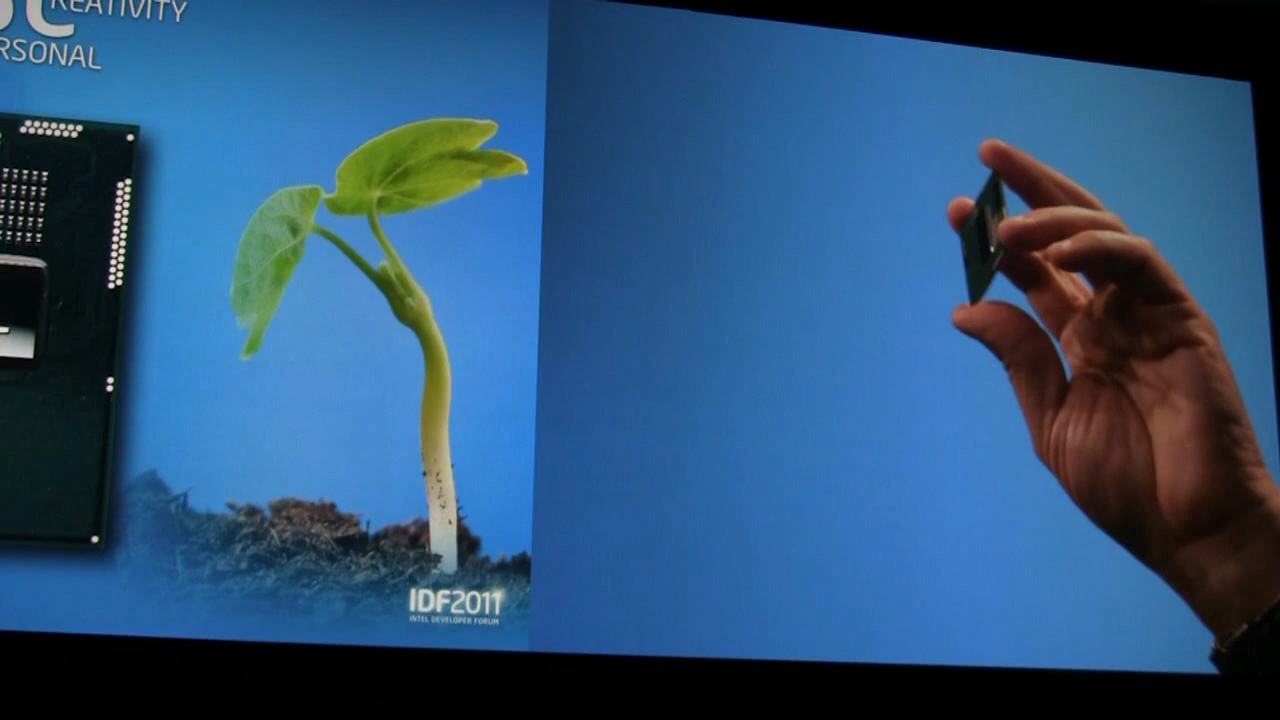 REATIVITY
RSONAL
IDF2011
INTEL DEVELOPER FORUM